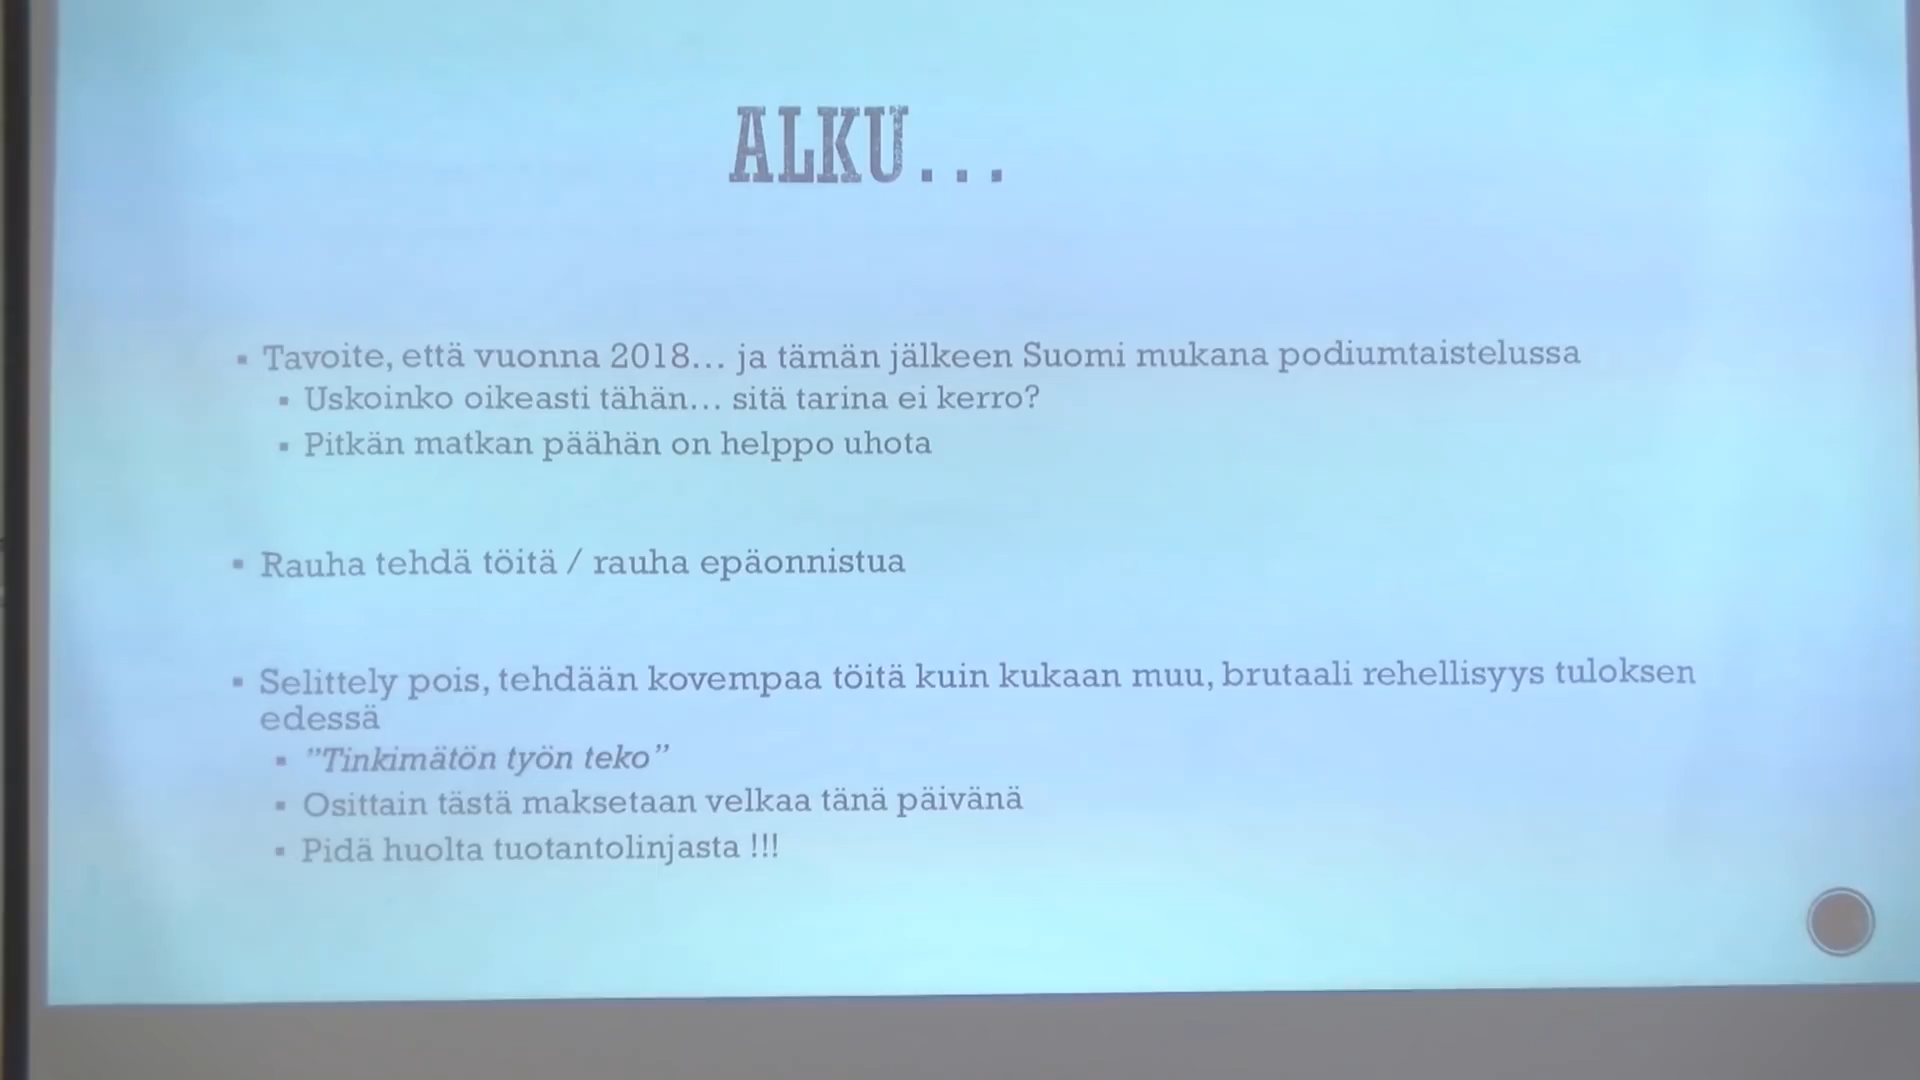 ALKU...
▪ Tavoite, että vuonna 2018... ja tämän jälkeen Suomi mukana podiumtaistelussa
▪ Uskoinko oikeasti tähän... sitä tarina ei kerro?
▪ Pitkän matkan päähän on helppo uhota
▪ Rauha tehdä töitä / rauha epäonnistua
▪ Selittely pois, tehdään kovempaa töitä kuin kukaan muu, brutaali rehellisyys tuloksen
edessä
▪ ”Tinkimätön työn teko”
▪ Osittain tästä maksetaan velkaa tänä päivänä
▪ Pidä huolta tuotantolinjasta !!!